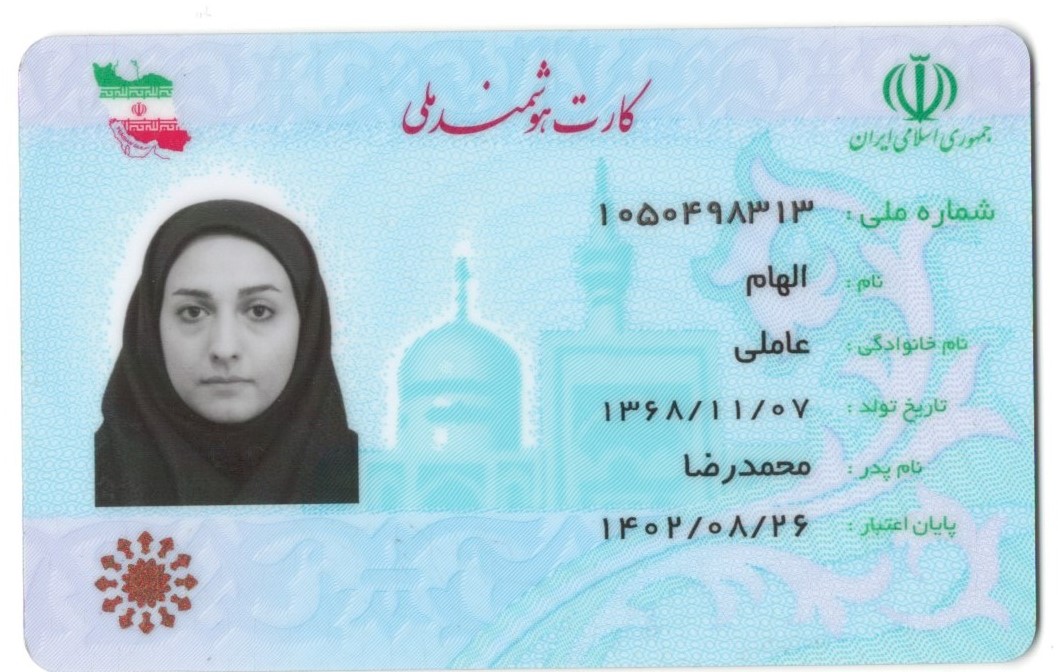 کارت هوشمند ملی
جمهوری اسلامی ایران
شماره ملی : ۱۰۵۰۴۹۸۳۱۳
نام : الهام
نام خانوادگی : عاملی
تاریخ تولد : ۱۳۶۸/۱۱/۰۷
نام پدر : محمدرضا
پایان اعتبار : ۱۴۰۲/۰۸/۲۶